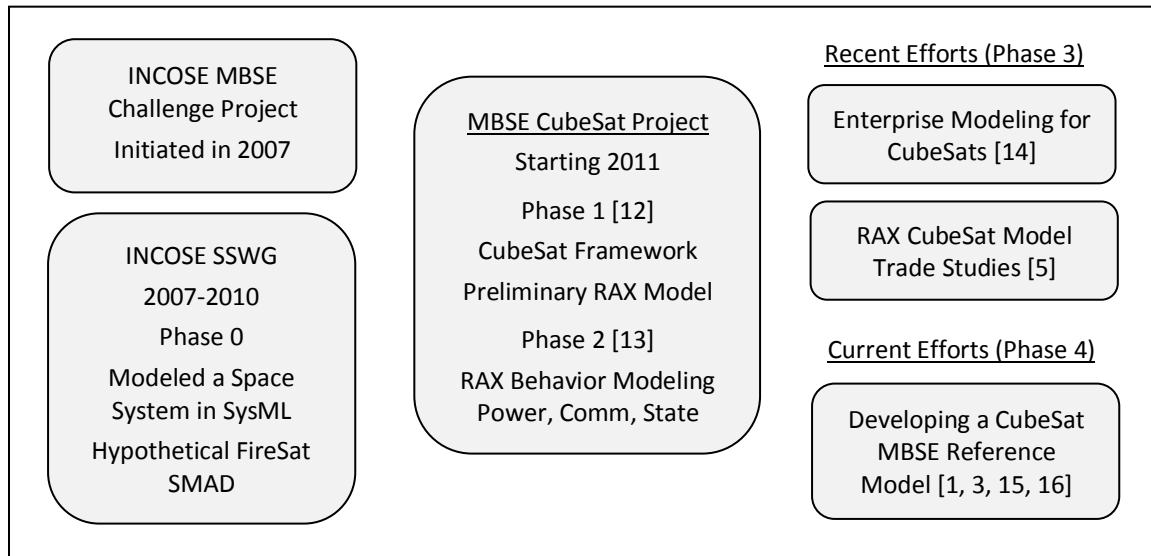 INCOSE MBSE
Challenge Project
Initiated in 2007
INCOSE SSWG
2007-2010
Phase 0
Modeled a Space
System in SysML
Hypothetical FireSat
SMAD
MBSE CubeSat Project
Starting 2011
Phase 1 [12]
CubeSat Framework
Preliminary RAX Model
Phase 2 [13]
RAX Behavior Modeling
Power, Comm, State
Recent Efforts (Phase 3)
Enterprise Modeling for
CubeSats [14]
RAX CubeSat Model
Trade Studies [5]
Current Efforts (Phase 4)
Developing a CubeSat
MBSE Reference
Model [1, 3, 15, 16]